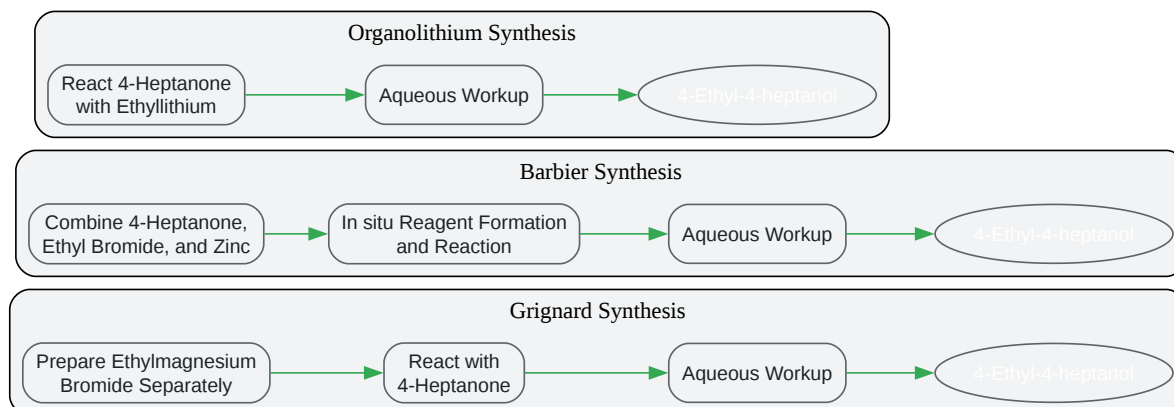 Organolithium Synthesis
React 4-Heptanone
with Ethyllithium
Aqueous Workup
4-Ethyl-4-heptanol
Barbier Synthesis
Combine 4-Heptanone,
Ethyl Bromide, and Zinc
In situ Reagent Formation
and Reaction
Aqueous Workup
4-Ethyl-4-heptanol
Grignard Synthesis
Prepare Ethylmagnesium
Bromide Separately
React with
4-Heptanone
Aqueous Workup
4-Ethyl-4-heptanol